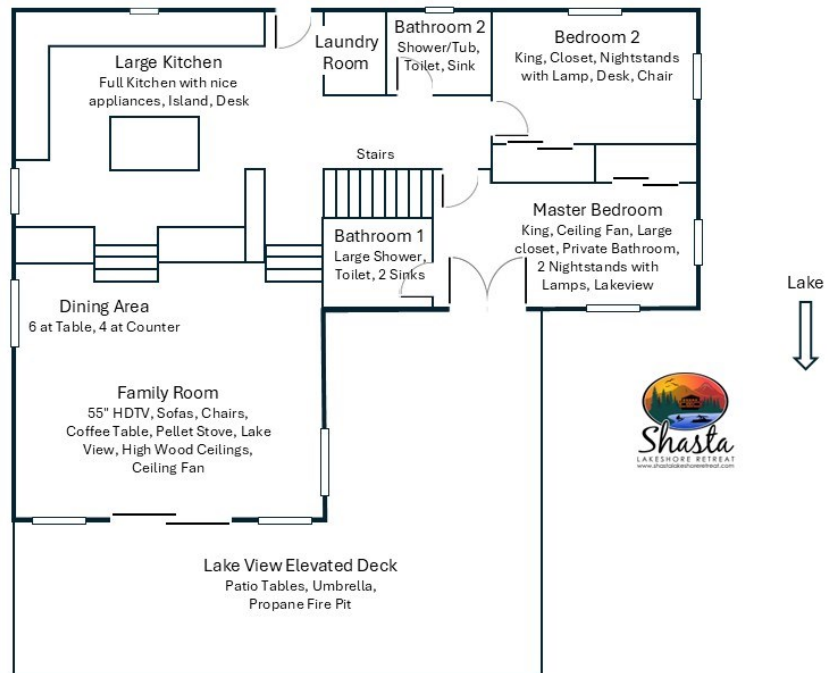 Large Kitchen
Full Kitchen with nice
appliances, Island, Desk
Laundry
Room
Bathroom 2
Shower/Tub,
Toilet, Sink
Bedroom 2
King, Closet, Nightstands
with Lamp, Desk, Chair
Stairs
Bathroom 1
Large Shower,
Toilet, 2 Sinks
Master Bedroom
King, Ceiling Fan, Large
closet, Private Bathroom,
2 Nightstands with
Lamps, Lakeview
Lake
Dining Area
6 at Table, 4 at Counter
Family Room
55" HDTV, Sofas, Chairs,
Coffee Table, Pellet Stove, Lake
View, High Wood Ceilings,
Ceiling Fan
Shasta
LAKESHORE RETREAT
www.shastalakeshoreretreat.com
Lake View Elevated Deck
Patio Tables, Umbrella,
Propane Fire Pit